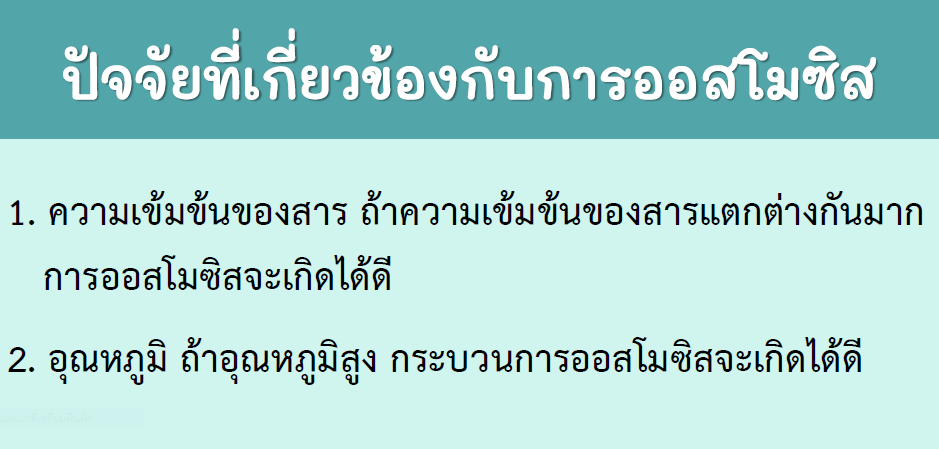 ปัจจัยที่เกี่ยวข้องกับการออสโมซิส
1. ความเข้มข้นของสาร ถ้าความเข้มข้นของสารแตกต่างกันมาก
การออสโมซิสจะเกิดได้ดี
2. อุณหภูมิ ถ้าอุณหภูมิสูง กระบวนการออสโมซิสจะเกิดได้ดี